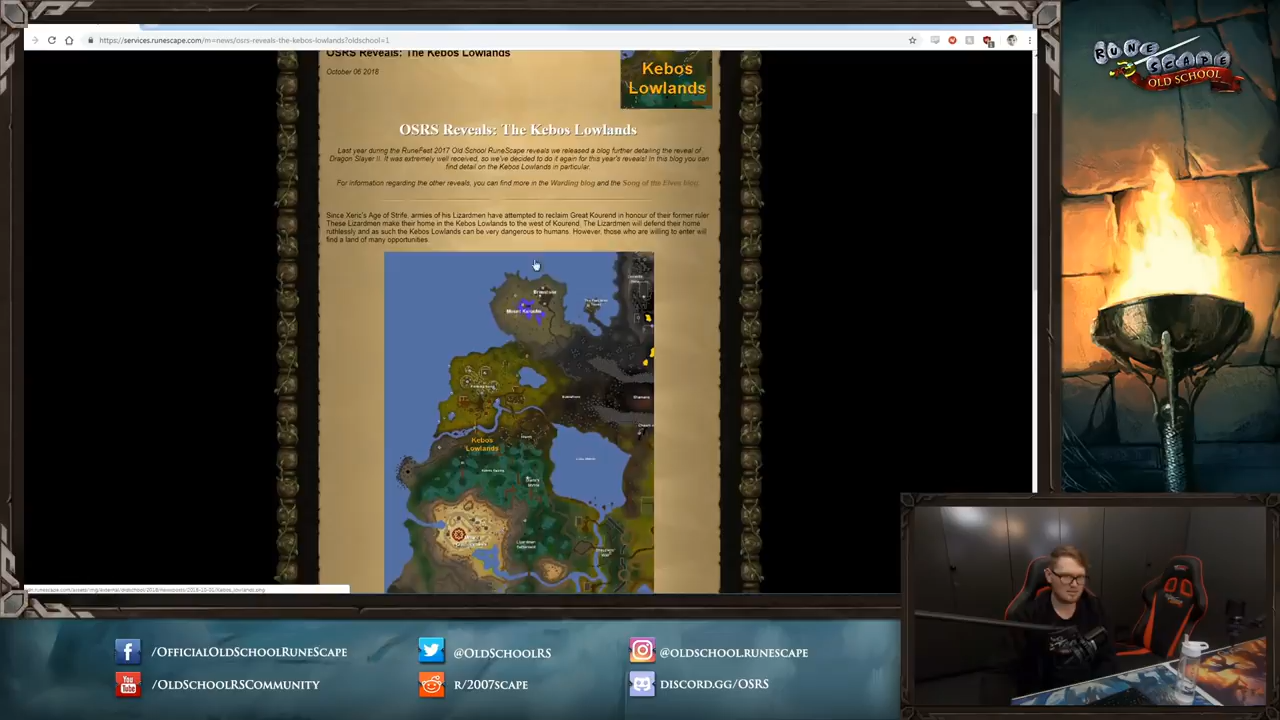 https://services.runescape.com/m=news/osrs-reveals-the-kebos-lowlands?oldschool=1
RUNE
SCAPE
OLD SCHOOL
OSRS Reveals: The Kebos Lowlands
October 06 2018
Kebos
Lowlands
OSRS Reveals: The Kebos Lowlands
Last year during the RuneFest 2017 Old School RuneScape reveals we released a blog further detailing the reveal of
Dragon Slayer II. It was extremely well received, so we've decided to do it again for this year's reveals! In this blog you can
find detail on the Kebos Lowlands in particular.
For information regarding the other reveals, you can find more in the Warding blog and the Song of the Elves blog.
Since Xeric's Age of Strife, armies of his Lizardmen have attempted to reclaim Great Kourend in honour of their former ruler
These Lizardmen make their home in the Kebos Lowlands to the west of Kourend. The Lizardmen will defend their home
ruthlessly and as such the Kebos Lowlands can be very dangerous to humans. However, those who are willing to enter will
find a land of many opportunities
Mount Karuulm
Kebos
Lowlands
/OfficialOldSchoolRuneScape
@OldSchoolRS
@oldschool.runescape
You
Tube
/OldSchoolRSCommunity
r/2007scape
discord.gg/OSRS